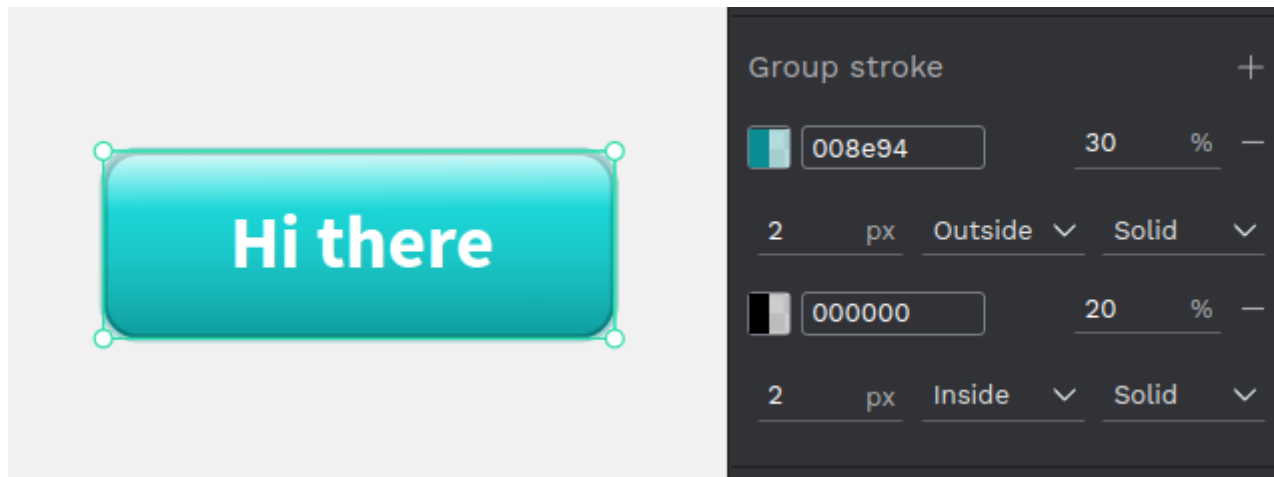 Hi there
Group stroke
008e94 30 %
2 px Outside Solid
000000 20 %
2 px Inside Solid